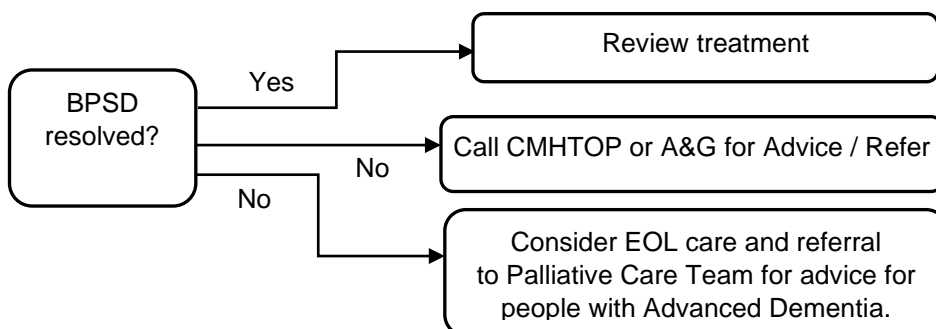 BPSD
resolved?
Yes
Review treatment
No
Call CMHTOP or A&G for Advice / Refer
No
Consider EOL care and referral
to Palliative Care Team for advice for
people with Advanced Dementia.